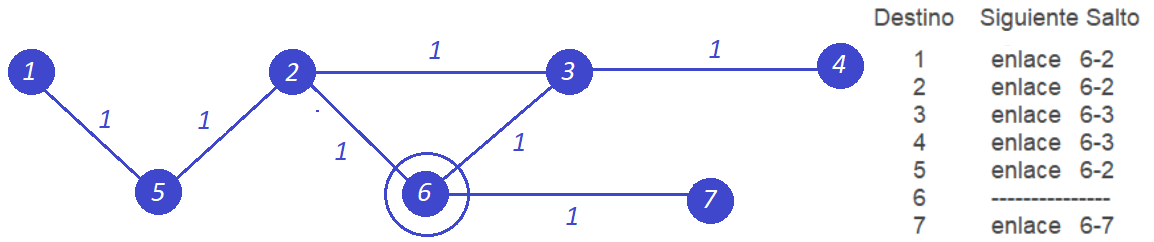 1
2
3
4
5
6
7
1
1
1
1
1
1
1
Destino Siguiente Salto
1 enlace 6-2
2 enlace 6-2
3 enlace 6-3
4 enlace 6-3
5 enlace 6-2
6 ---------------
7 enlace 6-7